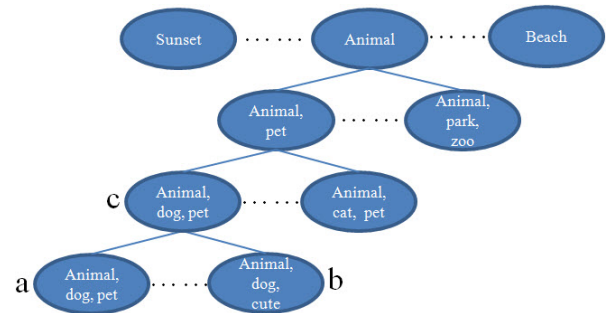 Sunset ...... Animal ...... Beach
Animal,
pet
......
Animal,
park,
zoo
c
Animal,
dog, pet
......
Animal,
cat, pet
a
Animal,
dog, pet
......
Animal,
dog,
cute
b